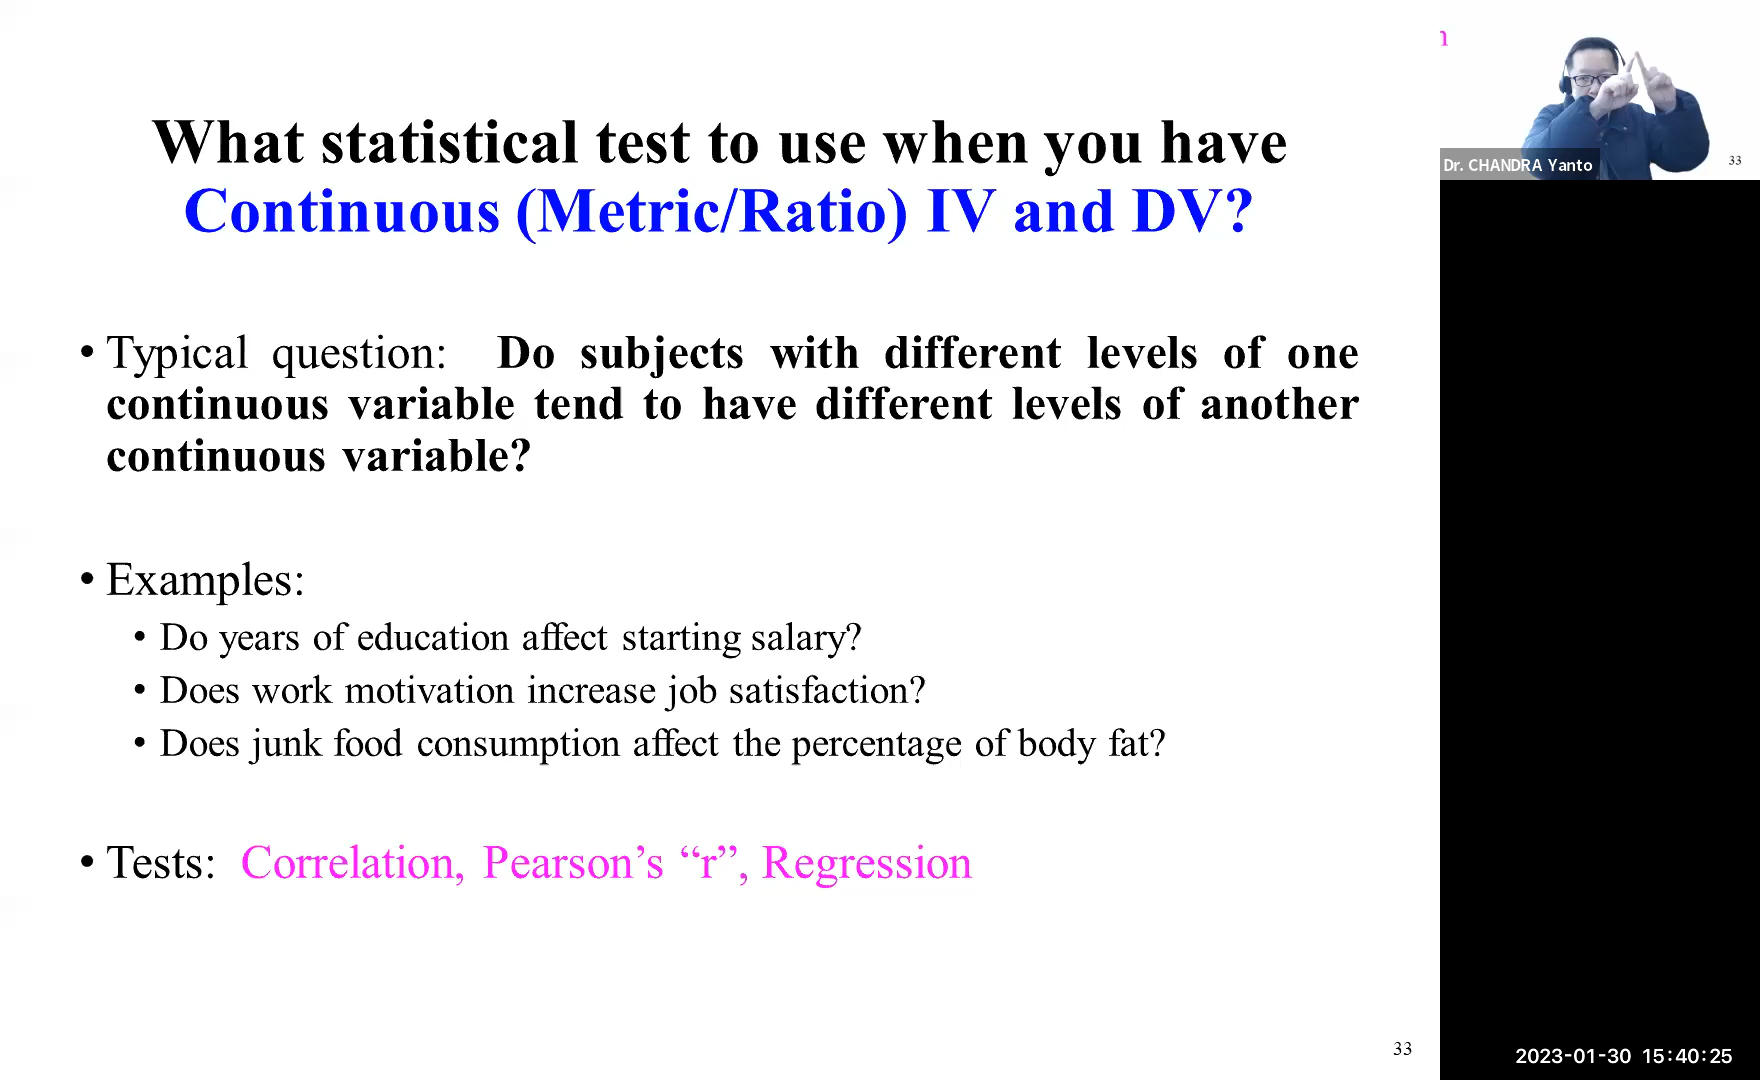 What statistical test to use when you have
Continuous (Metric/Ratio) IV and DV?
• Typical question: Do subjects with different levels of one
continuous variable tend to have different levels of another
continuous variable?
• Examples:
• Do years of education affect starting salary?
• Does work motivation increase job satisfaction?
• Does junk food consumption affect the percentage of body fat?
• Tests: Correlation, Pearson’s “r”, Regression
33
Dr. CHANDRA Yanto
33
2023-01-30 15:40:25